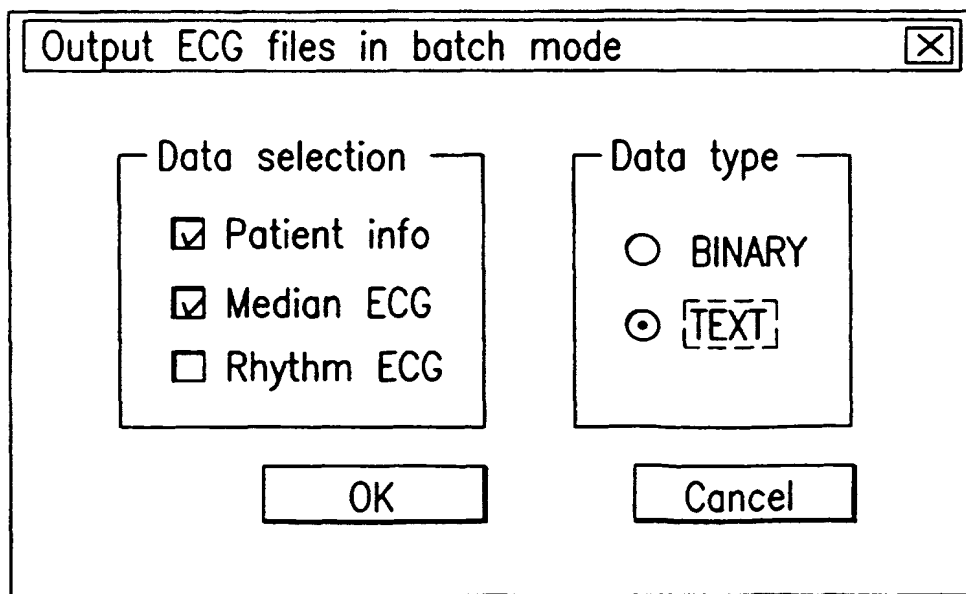 Output ECG files in batch mode
Data selection
Patient info
Median ECG
Rhythm ECG
Data type
BINARY
TEXT
OK
Cancel